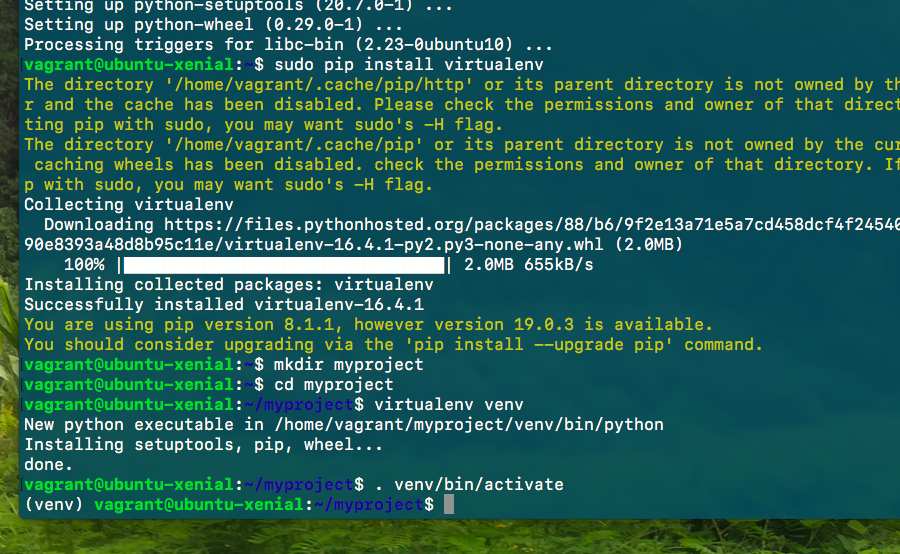 Setting up python-setuptools (20.7.0-1) ...
Setting up python-wheel (0.29.0-1) ...
Processing triggers for libc-bin (2.23-0ubuntu10) ...
vagrant@ubuntu-xenial:~$ sudo pip install virtualenv
The directory '/home/vagrant/.cache/pip/http' or its parent directory is not owned by th
r and the cache has been disabled. Please check the permissions and owner of that direct
ting pip with sudo, you may want sudo's -H flag.
The directory '/home/vagrant/.cache/pip' or its parent directory is not owned by the cur
caching wheels has been disabled. check the permissions and owner of that directory. If
p with sudo, you may want sudo's -H flag.
Collecting virtualenv
Downloading https://files.pythonhosted.org/packages/88/b6/9f2e13a71e5a7cd458dcf4f24540
90e8393a48d8b95c11e/virtualenv-16.4.1-py2.py3-none-any.whl (2.0MB)
100% |████████████████████████████████| 2.0MB 655kB/s
Installing collected packages: virtualenv
Successfully installed virtualenv-16.4.1
You are using pip version 8.1.1, however version 19.0.3 is available.
You should consider upgrading via the 'pip install --upgrade pip' command.
vagrant@ubuntu-xenial:~$ mkdir myproject
vagrant@ubuntu-xenial:~$ cd myproject
vagrant@ubuntu-xenial:~/myproject$ virtualenv venv
New python executable in /home/vagrant/myproject/venv/bin/python
Installing setuptools, pip, wheel...
done.
vagrant@ubuntu-xenial:~/myproject$ . venv/bin/activate
(venv) vagrant@ubuntu-xenial:~/myproject$